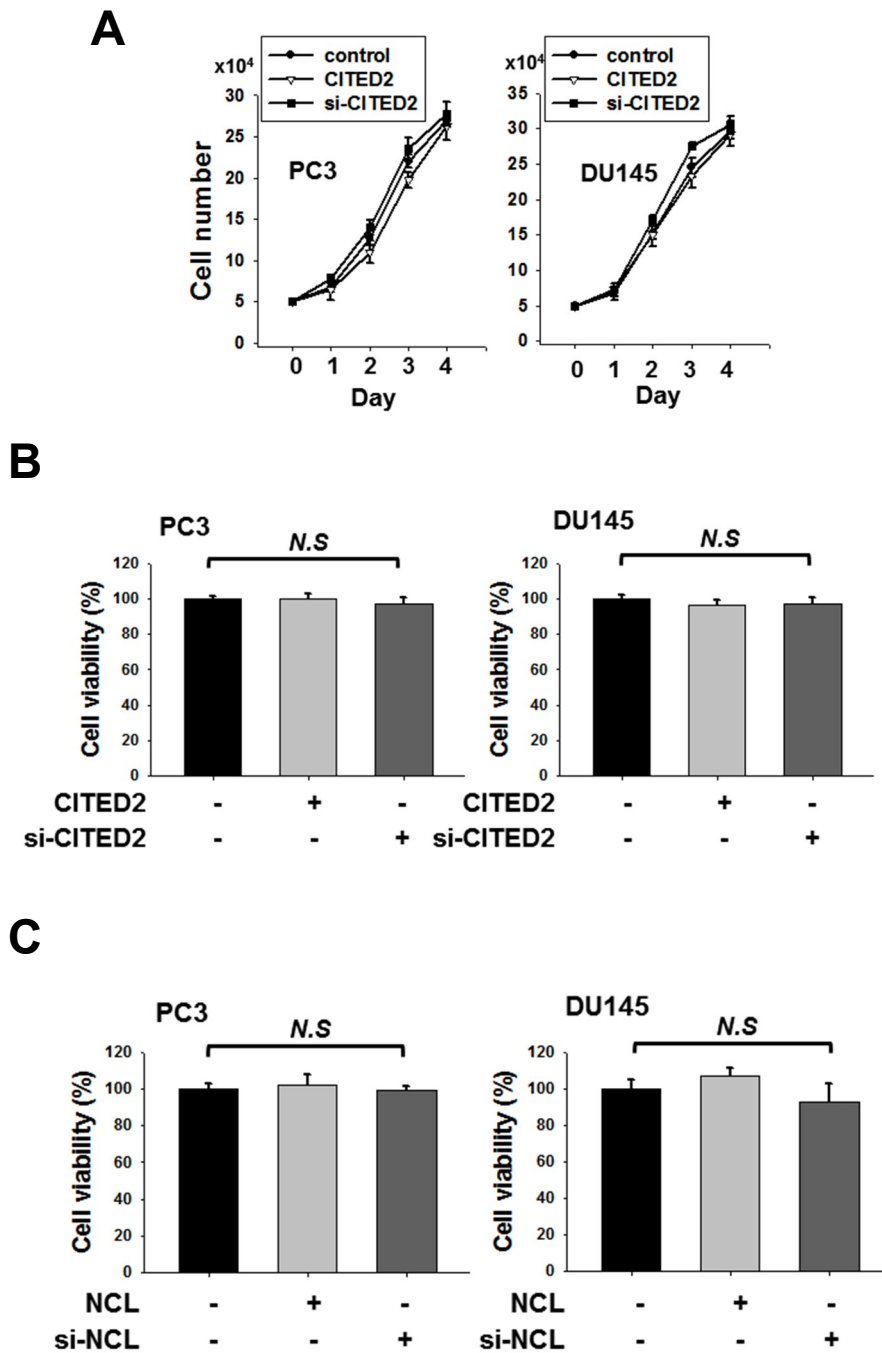 A
control
CITED2
si-CITED2
x10⁴
30
25
20
15
10
5
0
Cell number
PC3
0 1 2 3 4
Day
control
CITED2
si-CITED2
x10⁴
35
30
25
20
15
10
5
0
DU145
0 1 2 3 4
Day
B
PC3
N.S
120
100
80
60
40
20
0
Cell viability (%)
CITED2 - + -
si-CITED2 - - +
DU145
N.S
120
100
80
60
40
20
0
Cell viability (%)
CITED2 - + -
si-CITED2 - - +
C
PC3
N.S
120
100
80
60
40
20
0
Cell viability (%)
NCL - + -
si-NCL - - +
DU145
N.S
120
100
80
60
40
20
0
Cell viability (%)
NCL - + -
si-NCL - - +